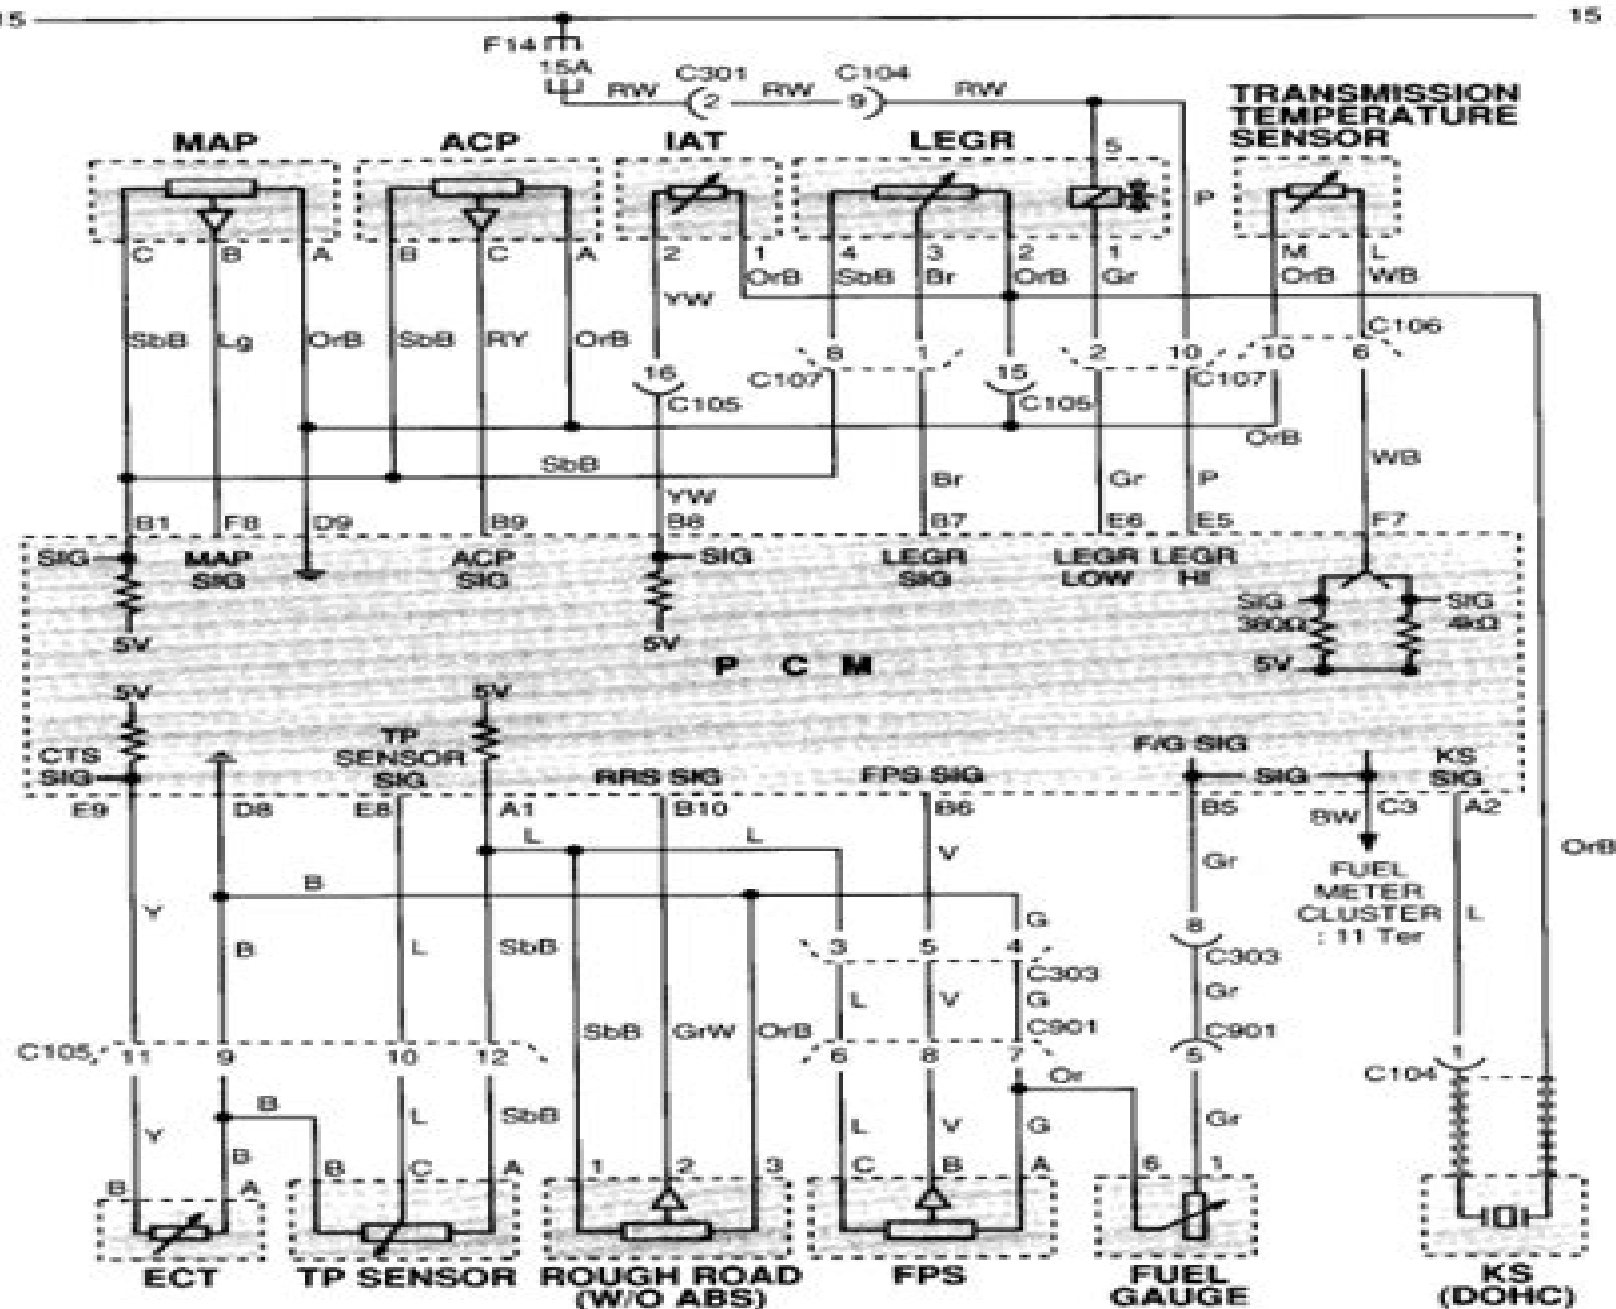 15 15
F14
15A
RW C301 RW C104 RW
2 9
TRANSMISSION
TEMPERATURE
SENSOR
MAP ACP IAT LEGR
5
P
C B A B C A 2 1 4 3 2 1 M L
OrB SbB Br OrB Gr OrB WB
YW
SbB Lg OrB SbB RY OrB
C106
8 1 2 10 10 6
C107 C107
16 15
C105 C105
OrB
SbB WB
YW Br Gr P
B1 F8 D9 B9 B8 B7 E6 E5 F7
SIG MAP SIG ACP SIG SIG LEGR SIG LEGR LOW LEGR HI
SIG 360Ω SIG 4kΩ
5V 5V 5V
P C M
5V 5V
CTS SIG TP SENSOR SIG RRS SIG FPS SIG F/G SIG SIG KS SIG
E9 D8 E8 A1 B10 B6 B5 C3 A2
BW
L L V Gr OrB
FUEL
METER
CLUSTER
: 11 Ter
B
Y G L
B L SbB 3 5 4 8
C303 C303
L V G Gr
SbB GrW OrB C901 C901
C105 11 9 10 12 6 8 7 5
Or C104 1
B
Y L SbB L V G Gr
B
B A B C A 1 2 3 C B A 6 1
ECT TP SENSOR ROUGH ROAD
(W/O ABS) FPS FUEL
GAUGE KS
(DOHC)